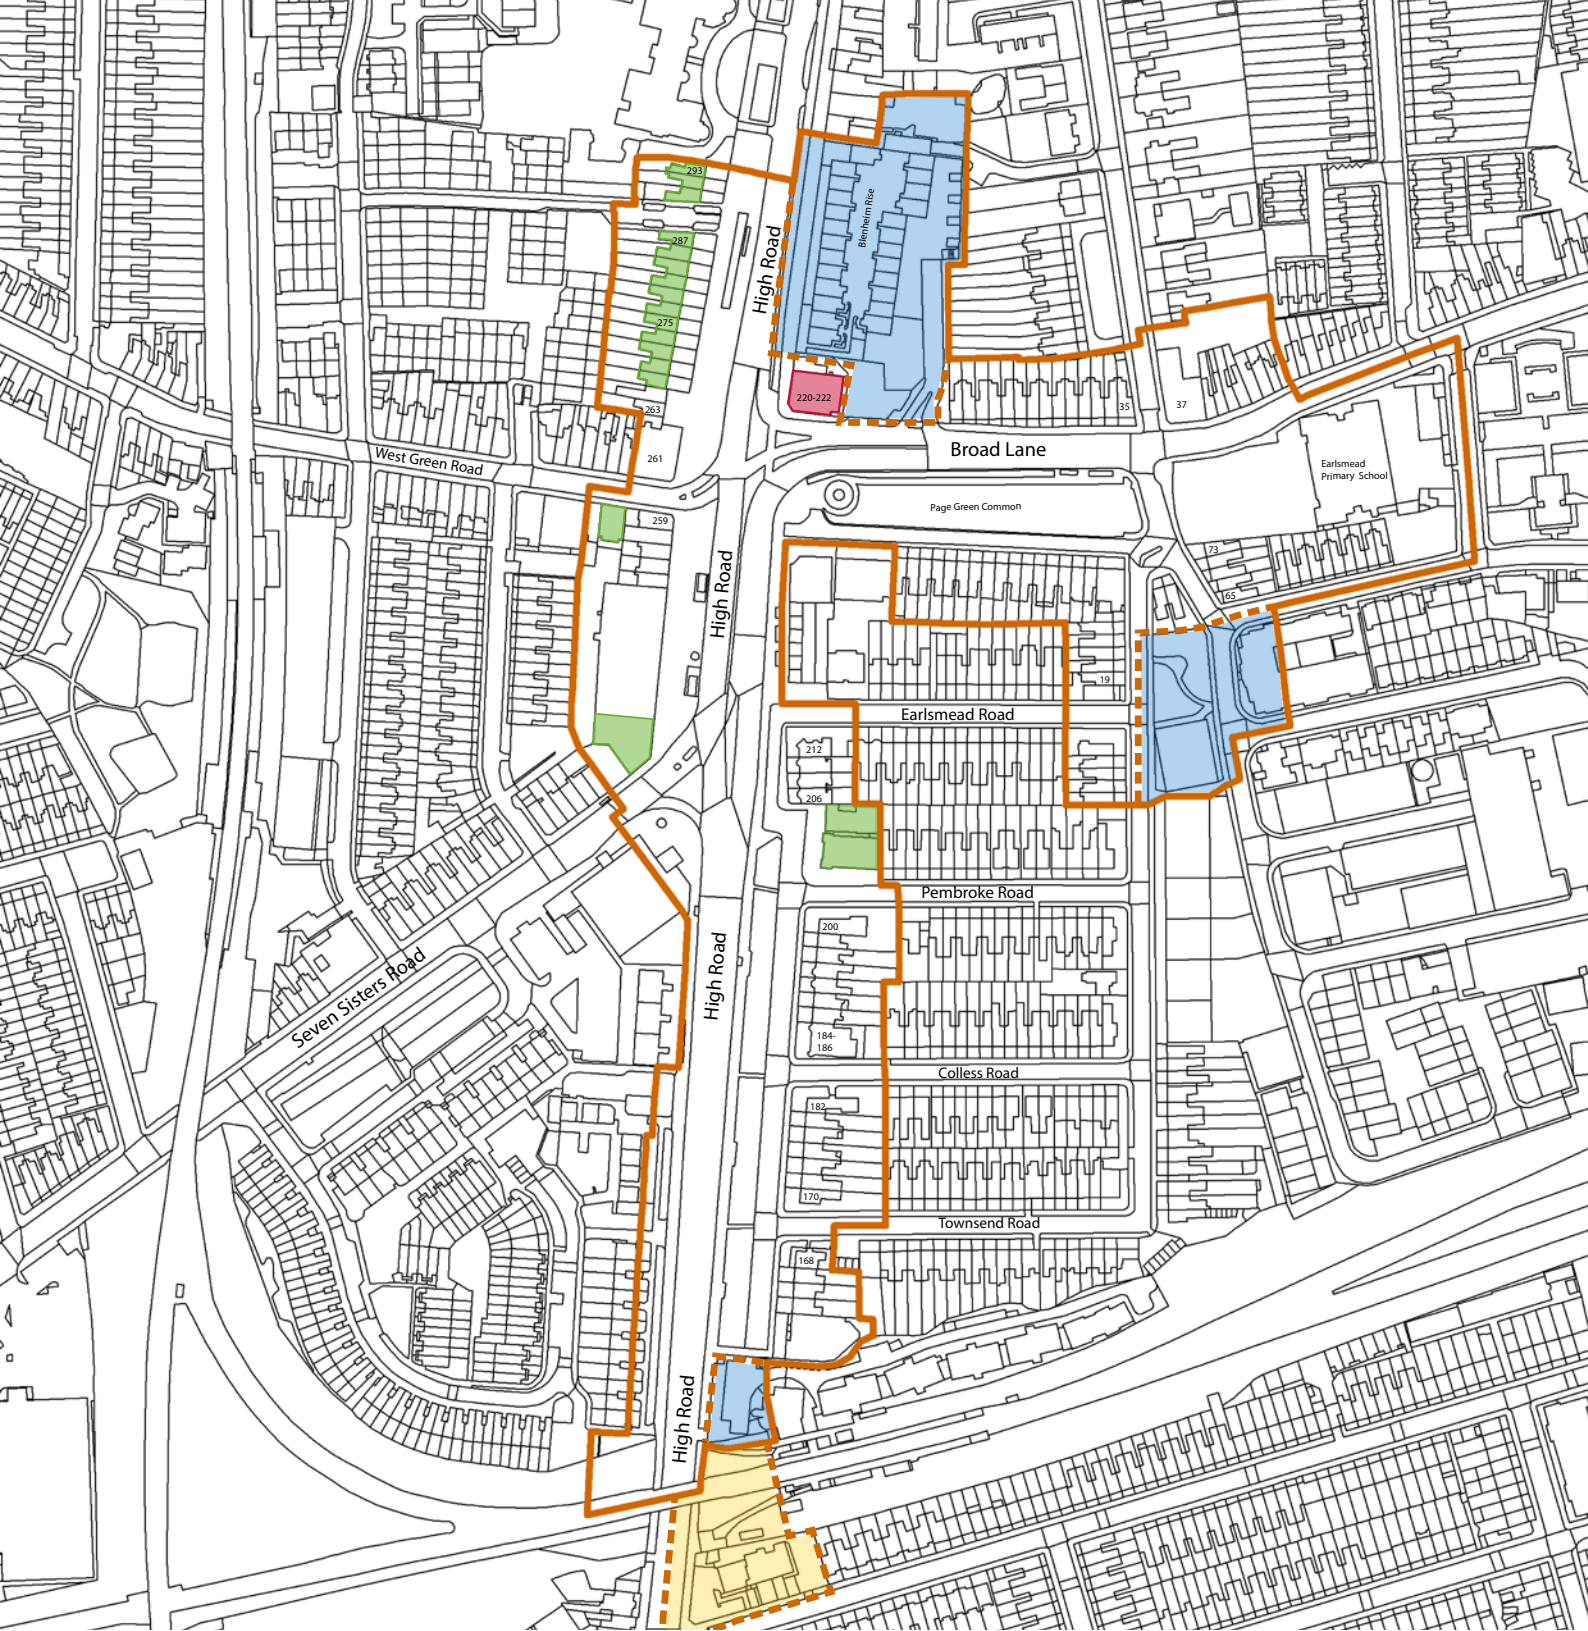 293
287
High Road
Blenheim Rise
275
220-222
263
35
37
Broad Lane
West Green Road
261
Earlsmead
Primary School
Page Green Common
259
73
High Road
65
19
Earlsmead Road
212
206
Pembroke Road
200
High Road
Seven Sisters Road
184-
186
Colless Road
182
170
Townsend Road
168
High Road